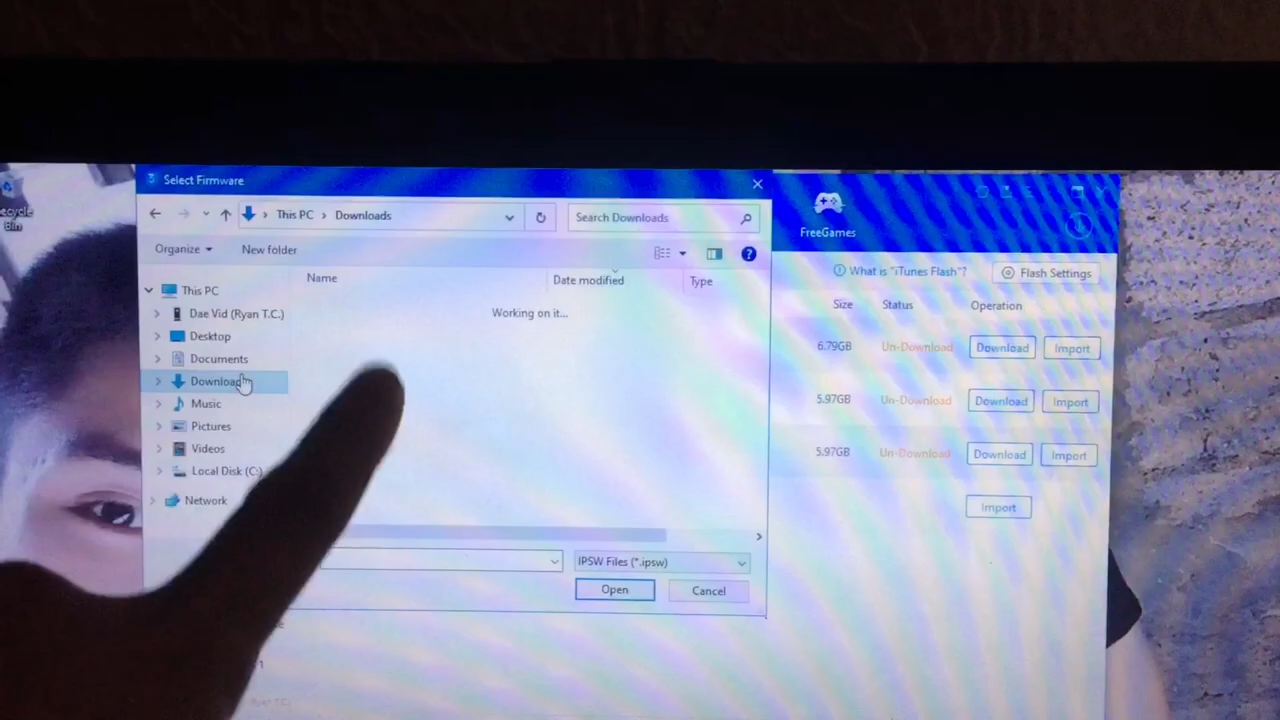 Select Firmware
FreeGames
This PC › Downloads
Search Downloads
Organize
New folder
Name
Date modified
Type
Working on it...
This PC
Dae Vid (Ryan T.C.)
Desktop
Documents
Download
Music
Pictures
Videos
Local Disk (C:)
Network
IPSW Files (*.ipsw)
Open
Cancel
What is "iTunes Flash"?
Flash Settings
Size Status Operation
6.79GB Un-Download Download Import
5.97GB Un-Download Download Import
5.97GB Un-Download Download Import
Import
Bin